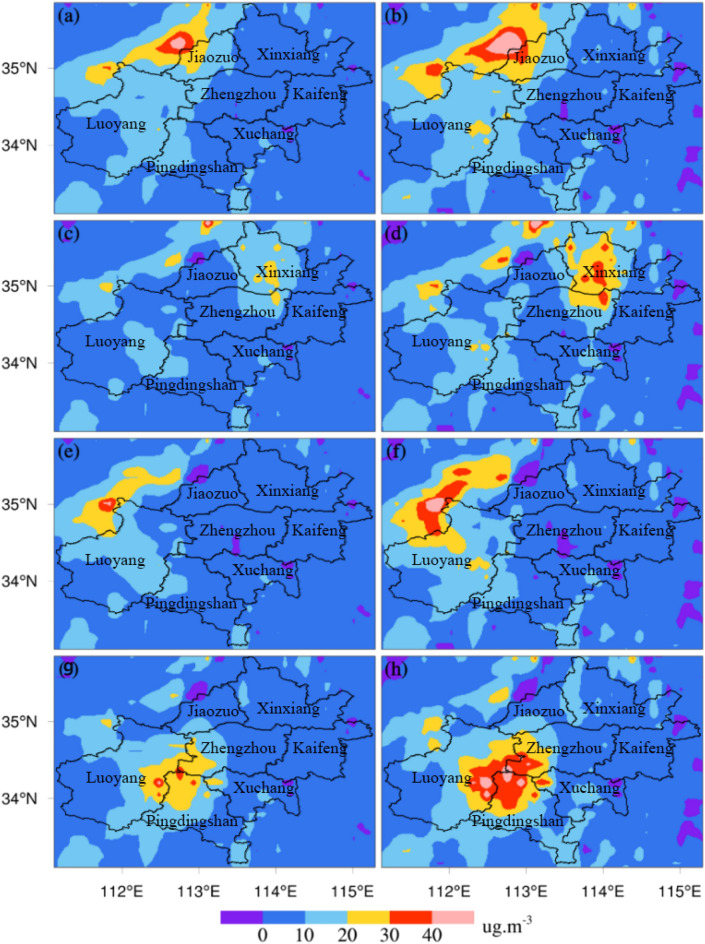 (a) (b)
35°N
34°N
Jiaozuo Xinxiang Zhengzhou Kaifeng Luoyang Xuchang Pingdingshan
Jiaozuo Xinxiang Zhengzhou Kaifeng Luoyang Xuchang Pingdingshan
(c) (d)
35°N
34°N
Jiaozuo Xinxiang Zhengzhou Kaifeng Luoyang Xuchang Pingdingshan
Jiaozuo Xinxiang Zhengzhou Kaifeng Luoyang Xuchang Pingdingshan
(e) (f)
35°N
34°N
Jiaozuo Xinxiang Zhengzhou Kaifeng Luoyang Xuchang Pingdingshan
Jiaozuo Xinxiang Zhengzhou Kaifeng Luoyang Xuchang Pingdingshan
(g) (h)
35°N
34°N
Jiaozuo Xinxiang Zhengzhou Kaifeng Luoyang Xuchang Pingdingshan
Jiaozuo Xinxiang Zhengzhou Kaifeng Luoyang Xuchang Pingdingshan
112°E 113°E 114°E 115°E 112°E 113°E 114°E 115°E
0 10 20 30 40 ug.m⁻³